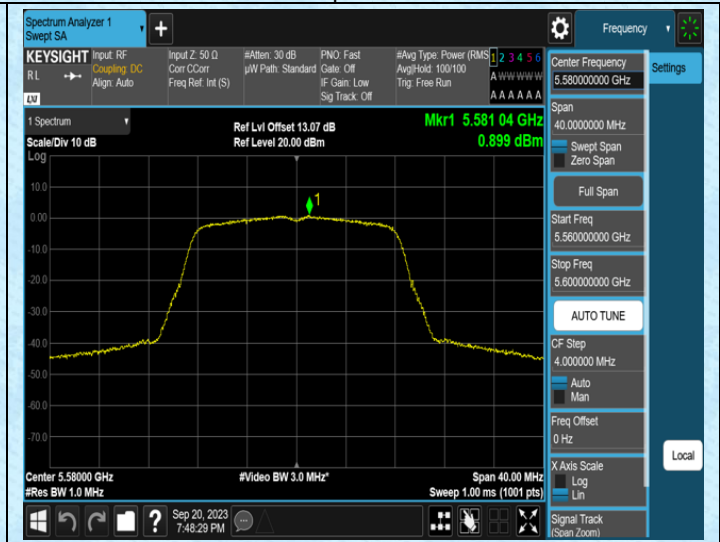 Spectrum Analyzer 1
Swept SA
+
Frequency
KEYSIGHT
RL
LXI
Input: RF
Coupling: DC
Align: Auto
Input Z: 50 Ω
Corr CCorr
Freq Ref: Int (S)
#Atten: 30 dB
µW Path: Standard
PNO: Fast
Gate: Off
IF Gain: Low
Sig Track: Off
#Avg Type: Power (RMS
Avg|Hold: 100/100
Trig: Free Run
1 2 3 4 5 6
A W W W W W
A A A A A A
1 Spectrum
Scale/Div 10 dB
Log
Ref Lvl Offset 13.07 dB
Ref Level 20.00 dBm
Mkr1 5.581 04 GHz
0.899 dBm
1
10.0
0.00
-10.0
-20.0
-30.0
-40.0
-50.0
-60.0
-70.0
Center 5.58000 GHz
#Res BW 1.0 MHz
#Video BW 3.0 MHz*
Span 40.00 MHz
Sweep 1.00 ms (1001 pts)
Center Frequency
5.580000000 GHz
Settings
Span
40.0000000 MHz
Swept Span
Zero Span
Full Span
Start Freq
5.560000000 GHz
Stop Freq
5.600000000 GHz
AUTO TUNE
CF Step
4.000000 MHz
Auto
Man
Freq Offset
0 Hz
X Axis Scale
Log
Lin
Local
Signal Track
(Span Zoom)
?
Sep 20, 2023
7:48:29 PM